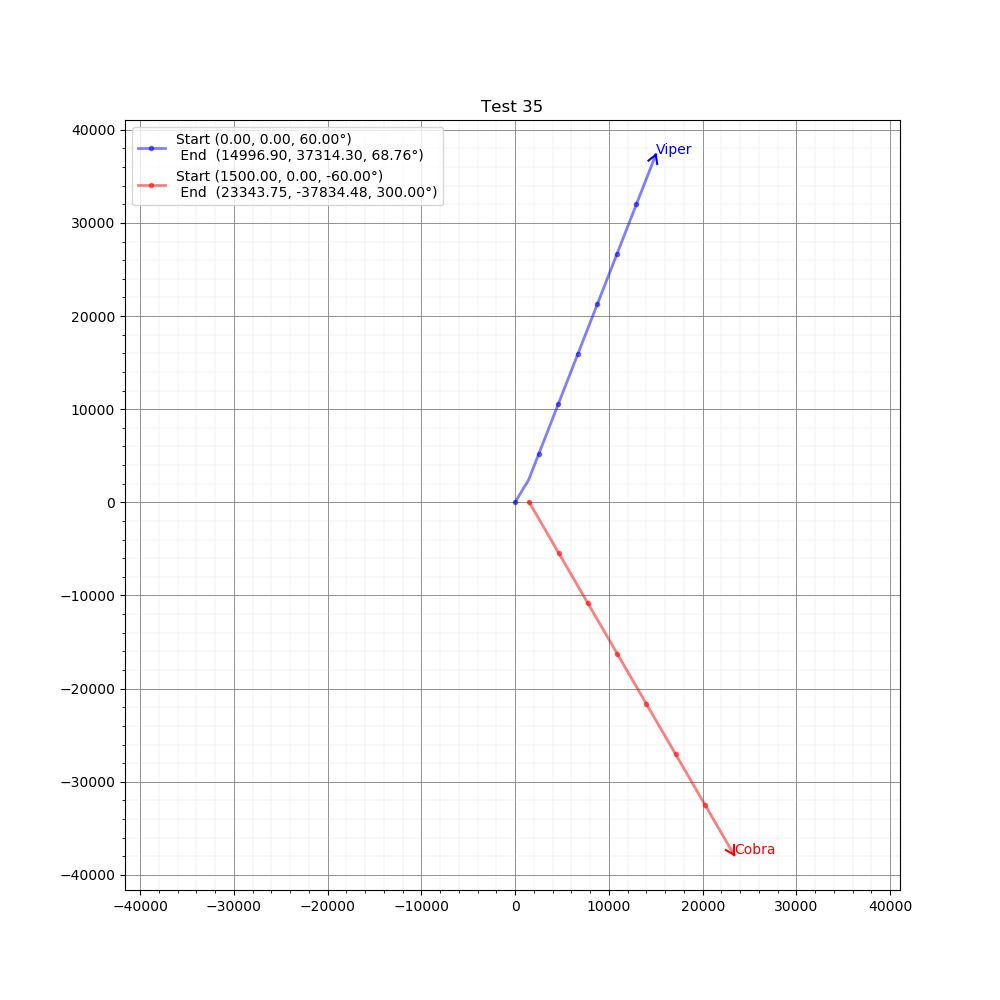 Test 35
Start (0.00, 0.00, 60.00°)
End (14996.90, 37314.30, 68.76°)
Start (1500.00, 0.00, -60.00°)
End (23343.75, -37834.48, 300.00°)
Viper
Cobra
40000
30000
20000
10000
0
−10000
−20000
−30000
−40000
−40000 −30000 −20000 −10000 0 10000 20000 30000 40000